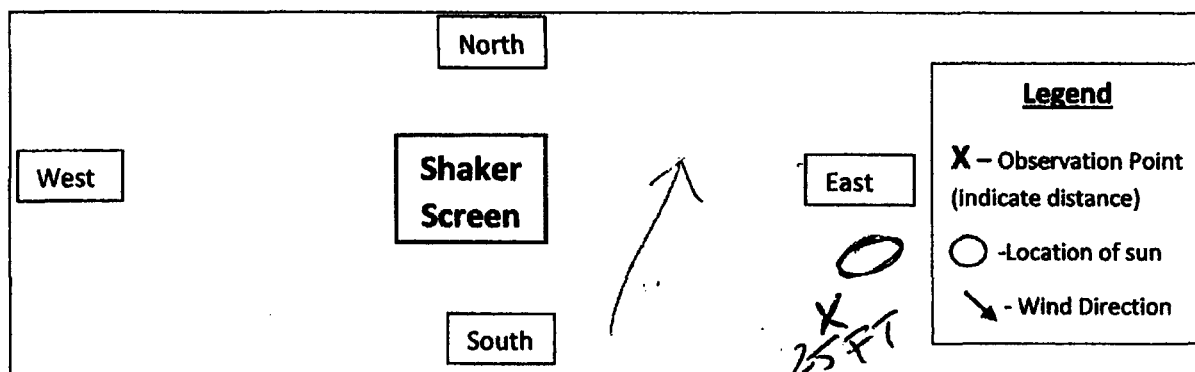 North
West
Shaker
Screen
East
South
X
25 FT
Legend
X – Observation Point
(indicate distance)
-Location of sun
- Wind Direction